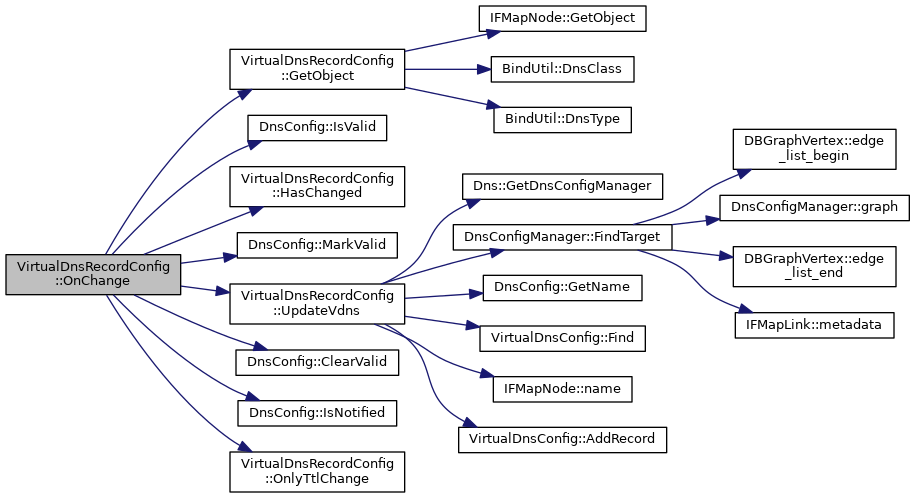 VirtualDnsRecordConfig
::OnChange
VirtualDnsRecordConfig
::GetObject
DnsConfig::IsValid
VirtualDnsRecordConfig
::HasChanged
DnsConfig::MarkValid
VirtualDnsRecordConfig
::UpdateVdns
DnsConfig::ClearValid
DnsConfig::IsNotified
VirtualDnsRecordConfig
::OnlyTtlChange
IFMapNode::GetObject
BindUtil::DnsClass
BindUtil::DnsType
Dns::GetDnsConfigManager
DnsConfigManager::FindTarget
DnsConfig::GetName
VirtualDnsConfig::Find
IFMapNode::name
VirtualDnsConfig::AddRecord
DBGraphVertex::edge
_list_begin
DnsConfigManager::graph
DBGraphVertex::edge
_list_end
IFMapLink::metadata